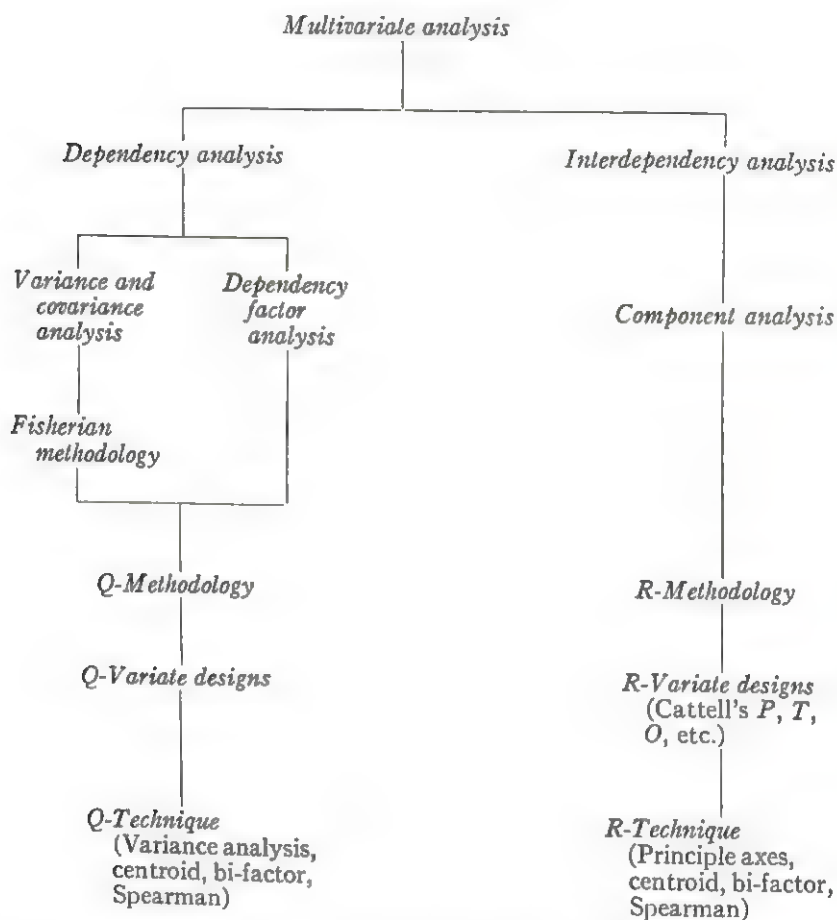 Multivariate analysis
Dependency analysis
Interdependency analysis
Variance and
covariance
analysis
Dependency
factor
analysis
Component analysis
Fisherian
methodology
Q-Methodology
R-Methodology
Q-Variate designs
R-Variate designs
(Cattell's P, T,
O, etc.)
Q-Technique
(Variance analysis,
centroid, bi-factor,
Spearman)
R-Technique
(Principle axes,
centroid, bi-factor,
Spearman)